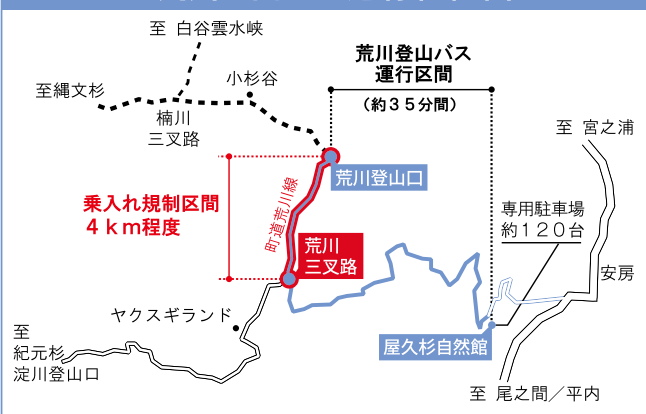 至 白谷雲水峡
荒川登山バス
運行区間
(約35分間)
至縄文杉
小杉谷
楠川
三叉路
至 宮之浦
荒川登山口
乗入れ規制区間
4km程度
町道荒川線
専用駐車場
約120台
荒川
三叉路
安房
ヤクスギランド
至
紀元杉
淀川登山口
屋久杉自然館
至 尾之間/平内